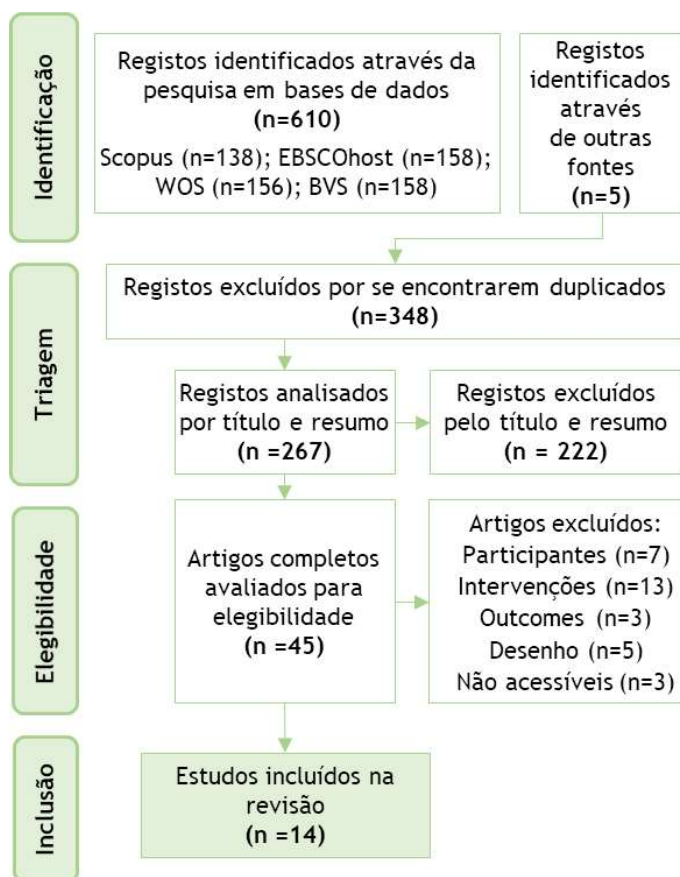 Identificação
Registos identificados através da
pesquisa em bases de dados
(n=610)
Scopus (n=138); EBSCOhost (n=158);
WOS (n=156); BVS (n=158)
Registos
identificados
através
de outras
fontes
(n=5)
Triagem
Registos excluídos por se encontrarem duplicados
(n=348)
Registos analisados
por título e resumo
(n =267)
Registos excluídos
pelo título e resumo
(n = 222)
Elegibilidade
Artigos completos
avaliados para
elegibilidade
(n =45)
Artigos excluídos:
Participantes (n=7)
Intervenções (n=13)
Outcomes (n=3)
Desenho (n=5)
Não acessíveis (n=3)
Inclusão
Estudos incluídos na
revisão
(n =14)